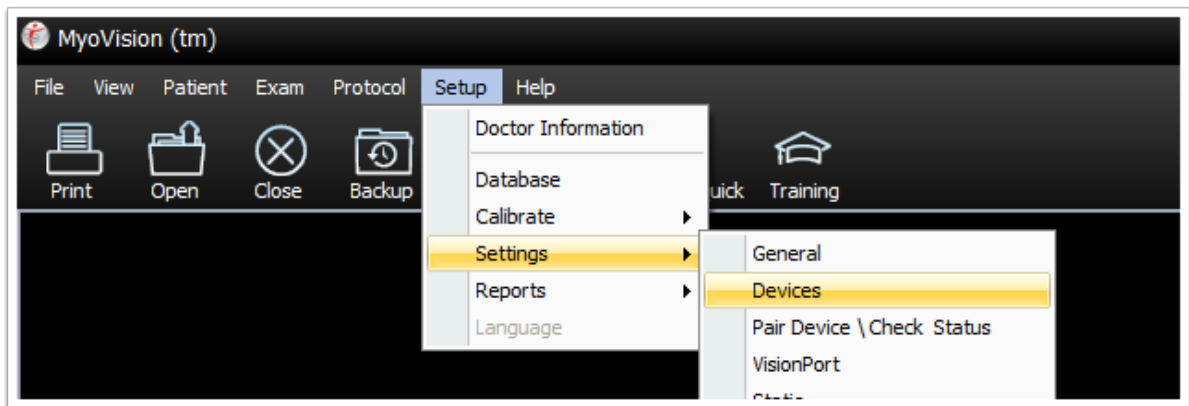 MyoVision (tm)
File View Patient Exam Protocol Setup Help
Print Open Close Backup uick Training
Doctor Information
Database
Calibrate
Settings
Reports
Language
General
Devices
Pair Device \ Check Status
VisionPort